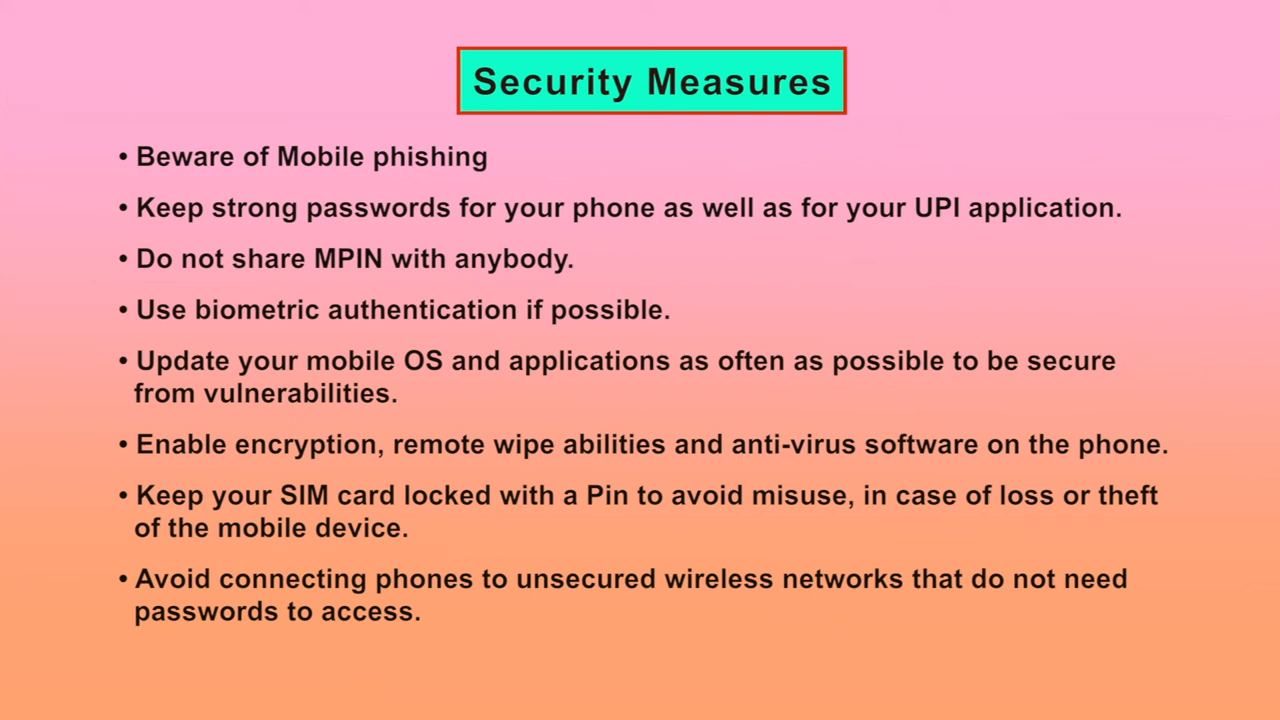 Security Measures
• Beware of Mobile phishing
• Keep strong passwords for your phone as well as for your UPI application.
• Do not share MPIN with anybody.
• Use biometric authentication if possible.
• Update your mobile OS and applications as often as possible to be secure
from vulnerabilities.
• Enable encryption, remote wipe abilities and anti-virus software on the phone.
• Keep your SIM card locked with a Pin to avoid misuse, in case of loss or theft
of the mobile device.
• Avoid connecting phones to unsecured wireless networks that do not need
passwords to access.